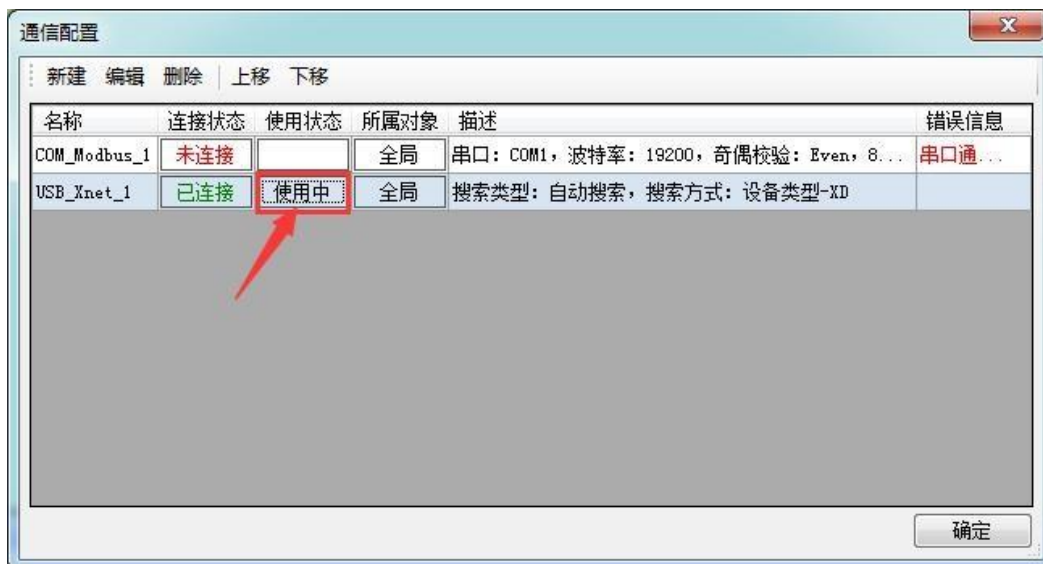 通信配置
新建 编辑 删除 上移 下移
名称 连接状态 使用状态 所属对象 描述 错误信息
COM_Modbus_1 未连接 全局 串口：COM1，波特率：19200，奇偶校验：Even，8... 串口通...
USB_Xnet_1 已连接 使用中 全局 搜索类型：自动搜索，搜索方式：设备类型-XD
确定